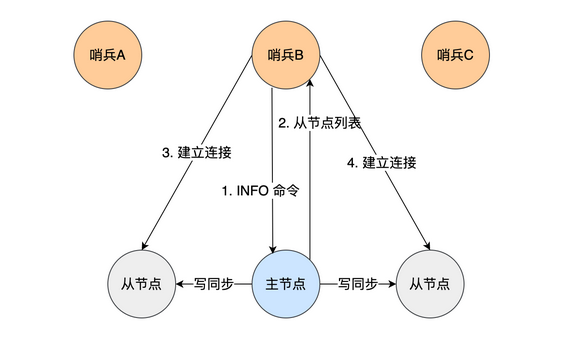 哨兵A
哨兵B
哨兵C
2. 从节点列表
3. 建立连接
4. 建立连接
1. INFO 命令
从节点
写同步
主节点
写同步
从节点